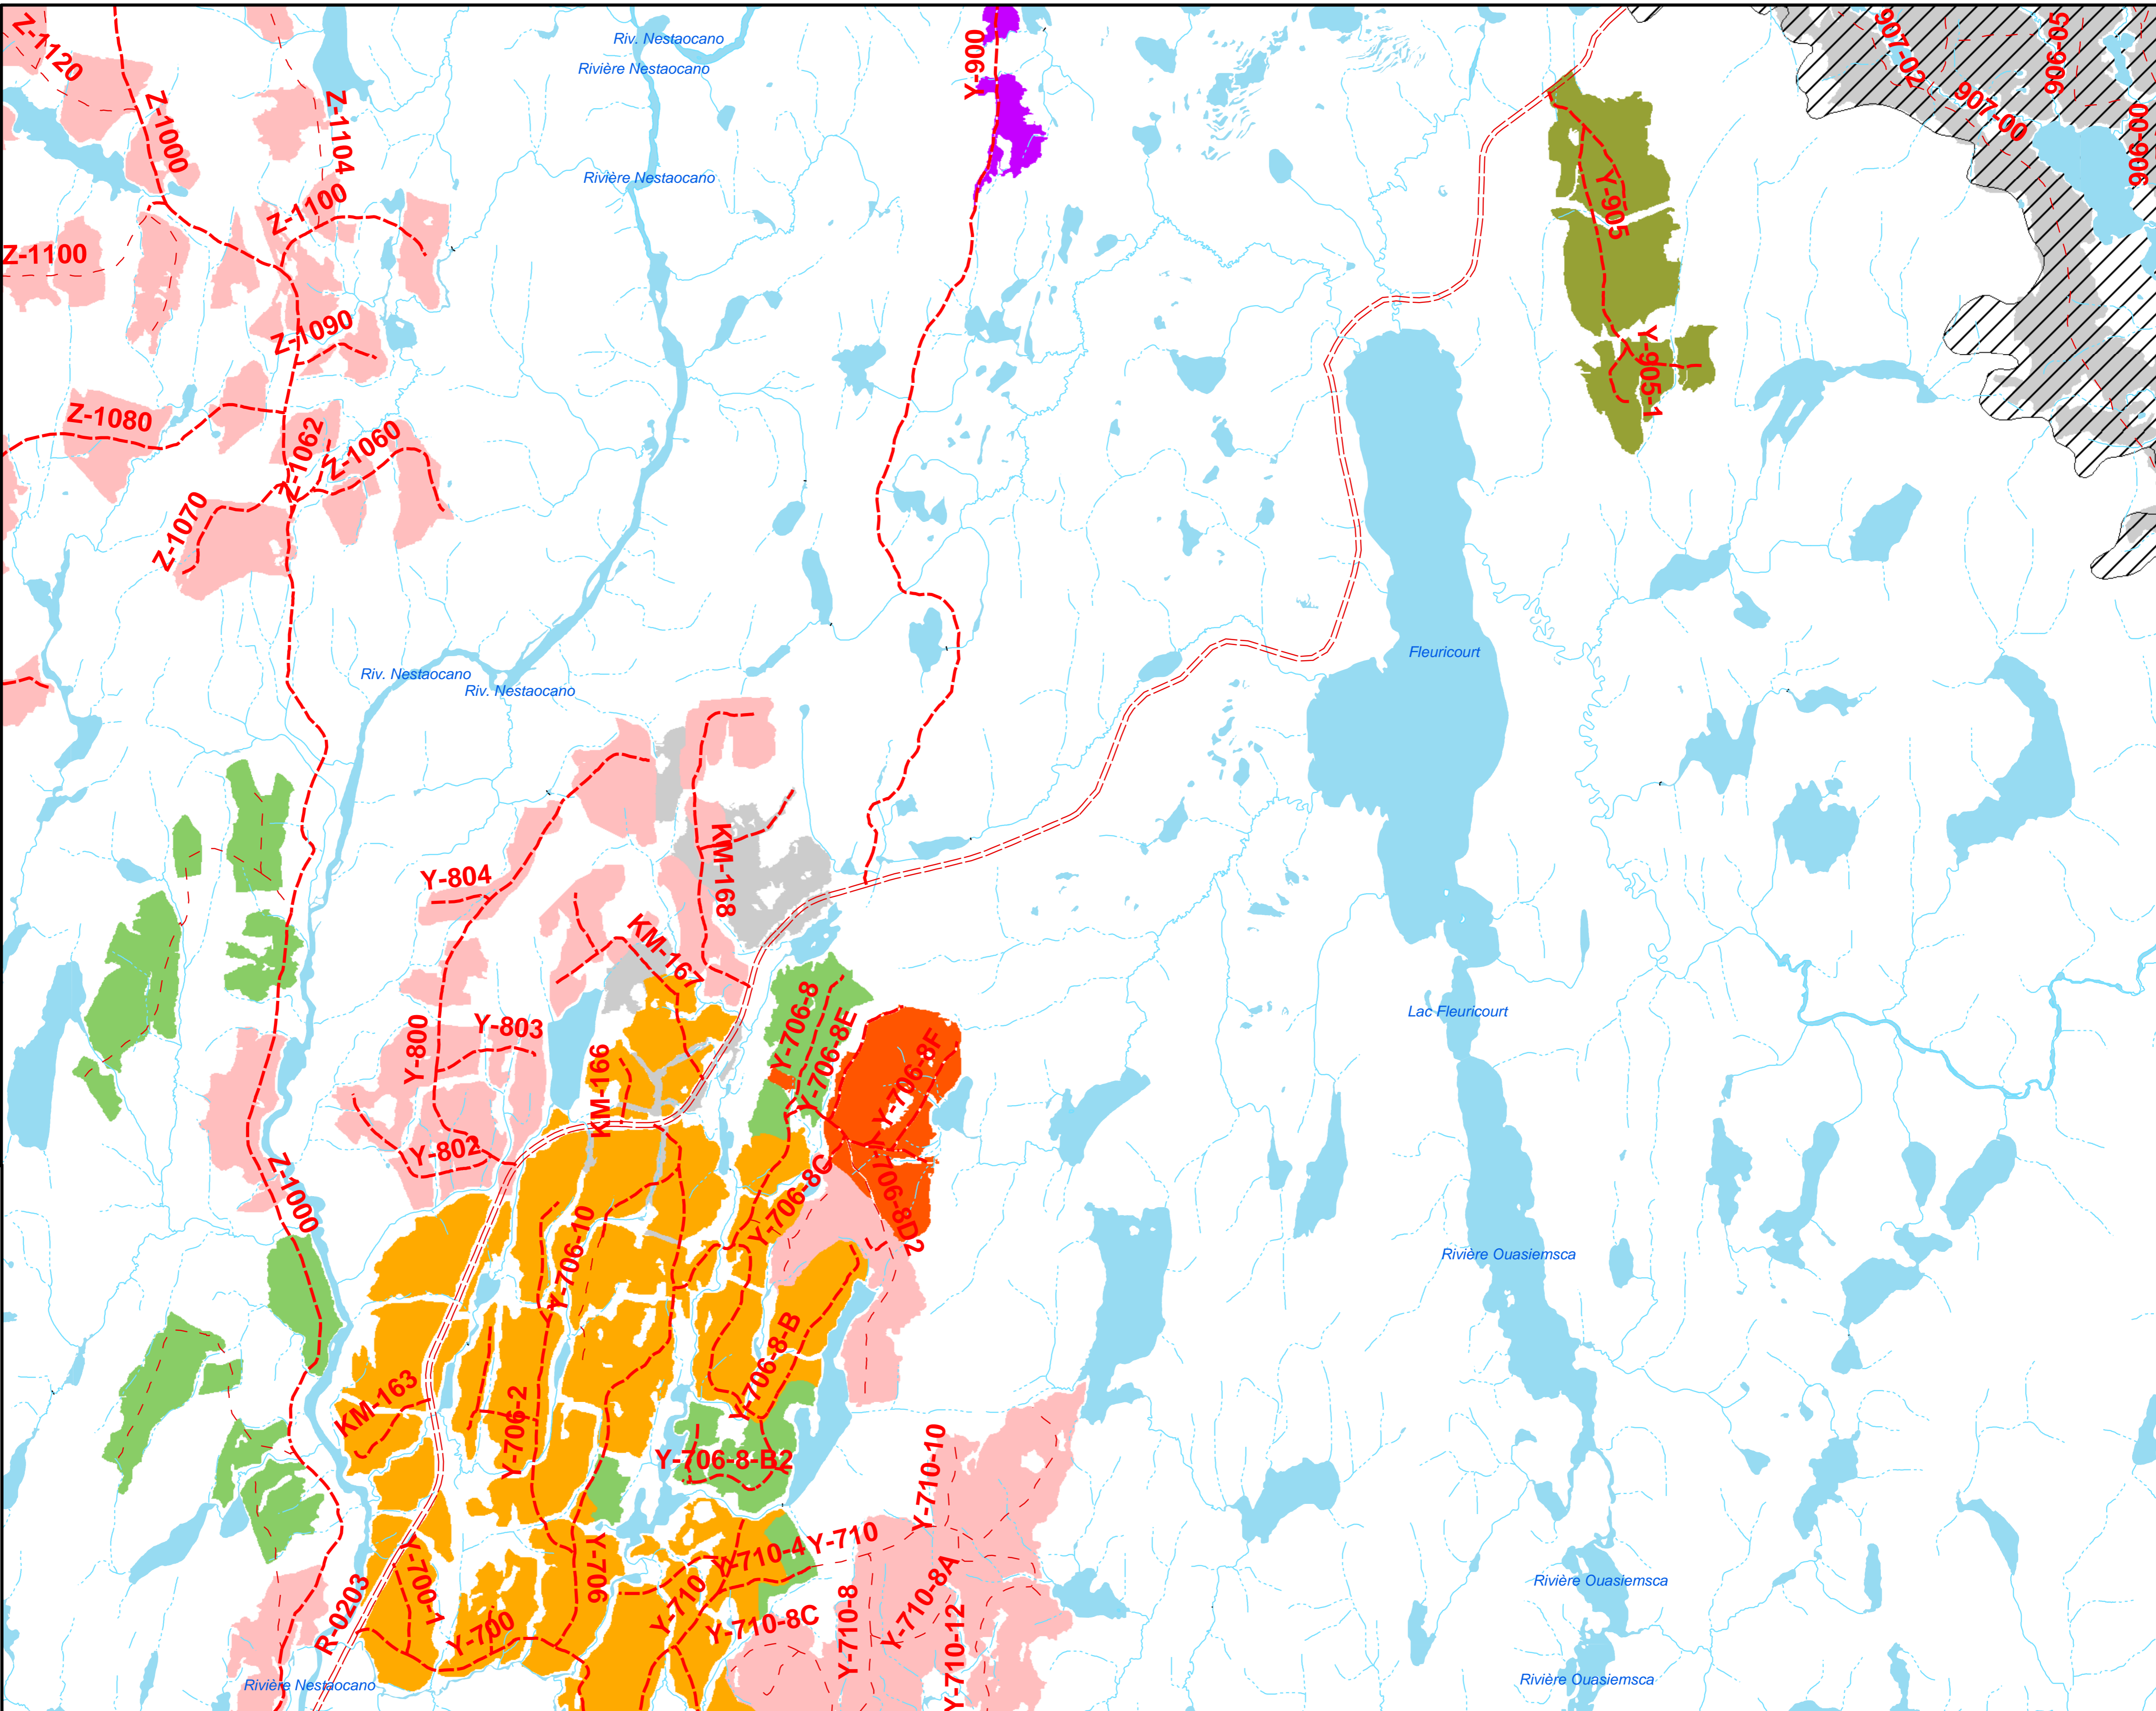 Z-1120
Z-1000
Z-1104
Riv. Nestaocano
Rivière Nestaocano
Y-900
907-02
906-05
907-00
906-00
Rivière Nestaocano
Z-1100
Z-1100
Y-905
Z-1090
Y-905-1
Z-1080
Z-1062
Z-1060
Z-1070
Fleuricourt
Riv. Nestaocano
Riv. Nestaocano
KM-168
Y-804
KM-167
Y-706-8
Lac Fleuricourt
Y-803
Y-800
KM-166
Y-706-8E
Y-706-8F
Y-802
Z-1000
Y-706-8C
Y-706-8D2
Y-706-10
Rivière Ouasiemsca
Y-706-8-B
KM-163
Y-706-2
Y-706-8-B2
Y-710-10
Y-710-4
Y-710
Y-706
Y-700-1
R-0203
Y-710
Y-710-8A
Rivière Ouasiemsca
Y-700
Y-710-8C
Y-710-8
Y-710-12
Rivière Nestaocano
Rivière Ouasiemsca